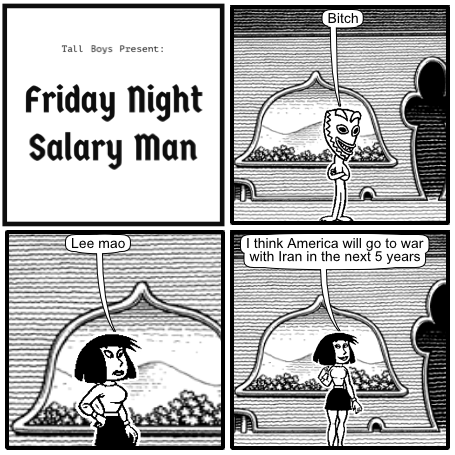 Tall Boys Present:
Friday Night
Salary Man
Bitch
Lee mao
I think America will go to war
with Iran in the next 5 years